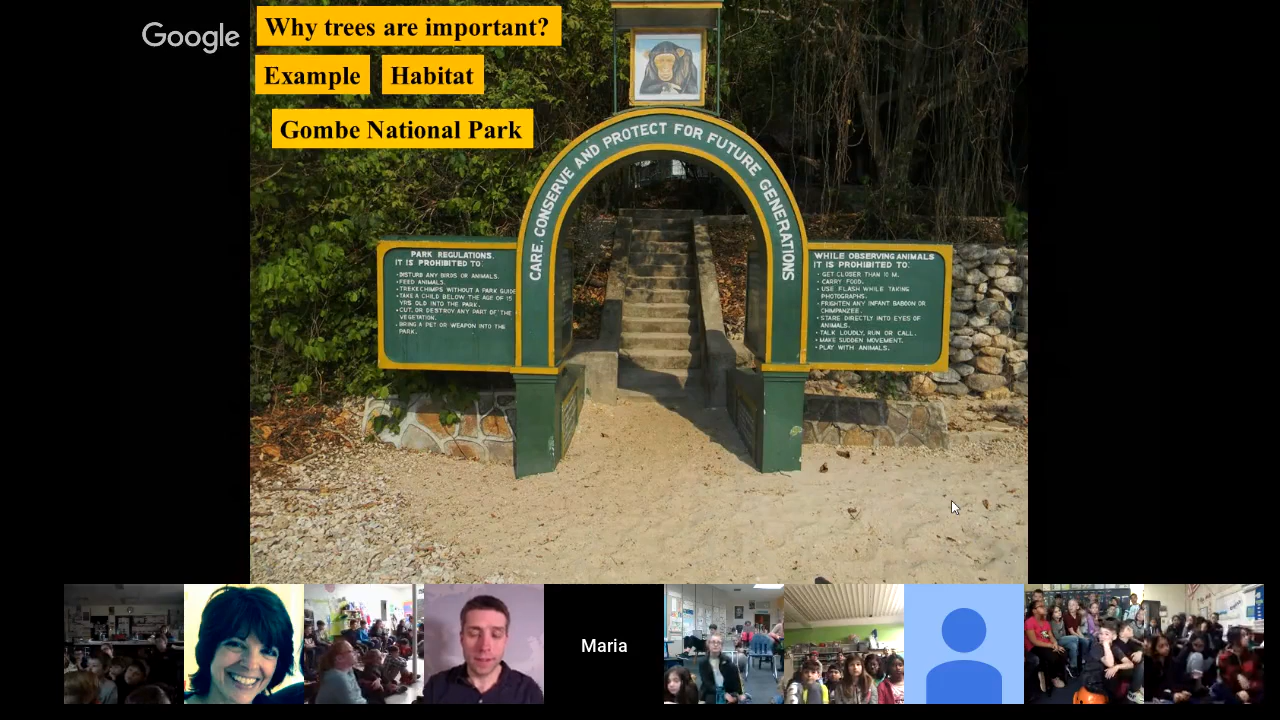 Google
Why trees are important?
Example Habitat
Gombe National Park
CARE, CONSERVE AND PROTECT FOR FUTURE GENERATIONS
PARK REGULATIONS.
IT IS PROHIBITED TO:
• DISTURB ANY BIRDS OR ANIMALS.
• FEED ANIMALS.
• TREKK CHIMPS WITHOUT A PARK GUIDE
• TAKE A CHILD BELOW THE AGE OF 15
YRS OLD INTO THE PARK.
• CUT, OR DESTROY ANY PART OF THE
VEGETATION.
• BRING A PET OR WEAPON INTO THE
PARK.
WHILE OBSERVING ANIMALS
IT IS PROHIBITED TO:
• GET CLOSER THAN 10 M.
• CARRY FOOD.
• USE FLASH WHILE TAKING
PHOTOGRAPHS.
• FRIGHTEN ANY INFANT BABOON OR
CHIMPANZEE.
• STARE DIRECTLY INTO EYES OF
ANIMALS.
• TALK LOUDLY, RUN OR CALL.
• MAKE SUDDEN MOVEMENT.
• PLAY WITH ANIMALS.
Maria